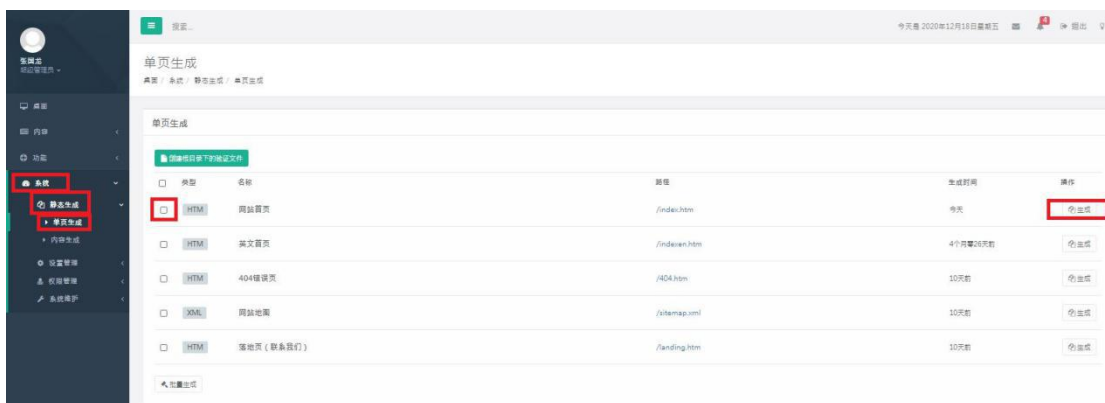 搜索...
今天是 2020年12月18日星期五 4 退出
张国龙
超级管理员
单页生成
桌面 / 系统 / 静态生成 / 单页生成
桌面
内容
功能
系统
静态生成
单页生成
内容生成
设置管理
权限管理
系统维护
单页生成
创建根目录下的验证文件
类型 名称 路径 生成时间 操作
HTM 网站首页 /index.htm 今天 生成
HTM 英文首页 /indexen.htm 4个月零26天前 生成
HTM 404错误页 /404.htm 10天前 生成
XML 网站地图 /sitemap.xml 10天前 生成
HTM 落地页（联系我们） /landing.htm 10天前 生成
批量生成